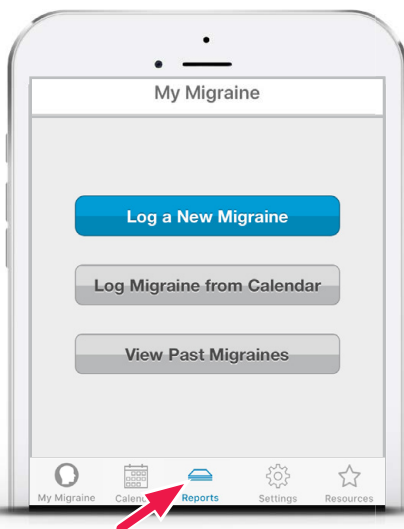 My Migraine
Log a New Migraine
Log Migraine from Calendar
View Past Migraines
My Migraine Reports Settings Resources